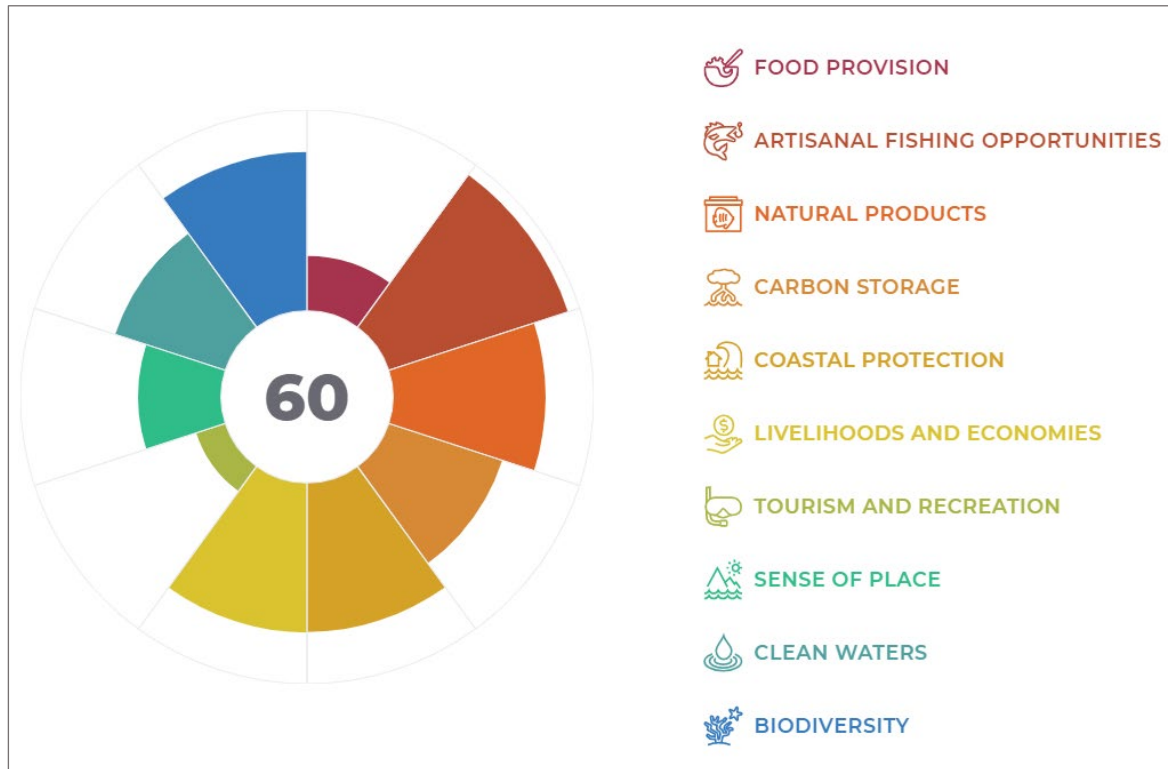 60
FOOD PROVISION
ARTISANAL FISHING OPPORTUNITIES
NATURAL PRODUCTS
CARBON STORAGE
COASTAL PROTECTION
LIVELIHOODS AND ECONOMIES
TOURISM AND RECREATION
SENSE OF PLACE
CLEAN WATERS
BIODIVERSITY